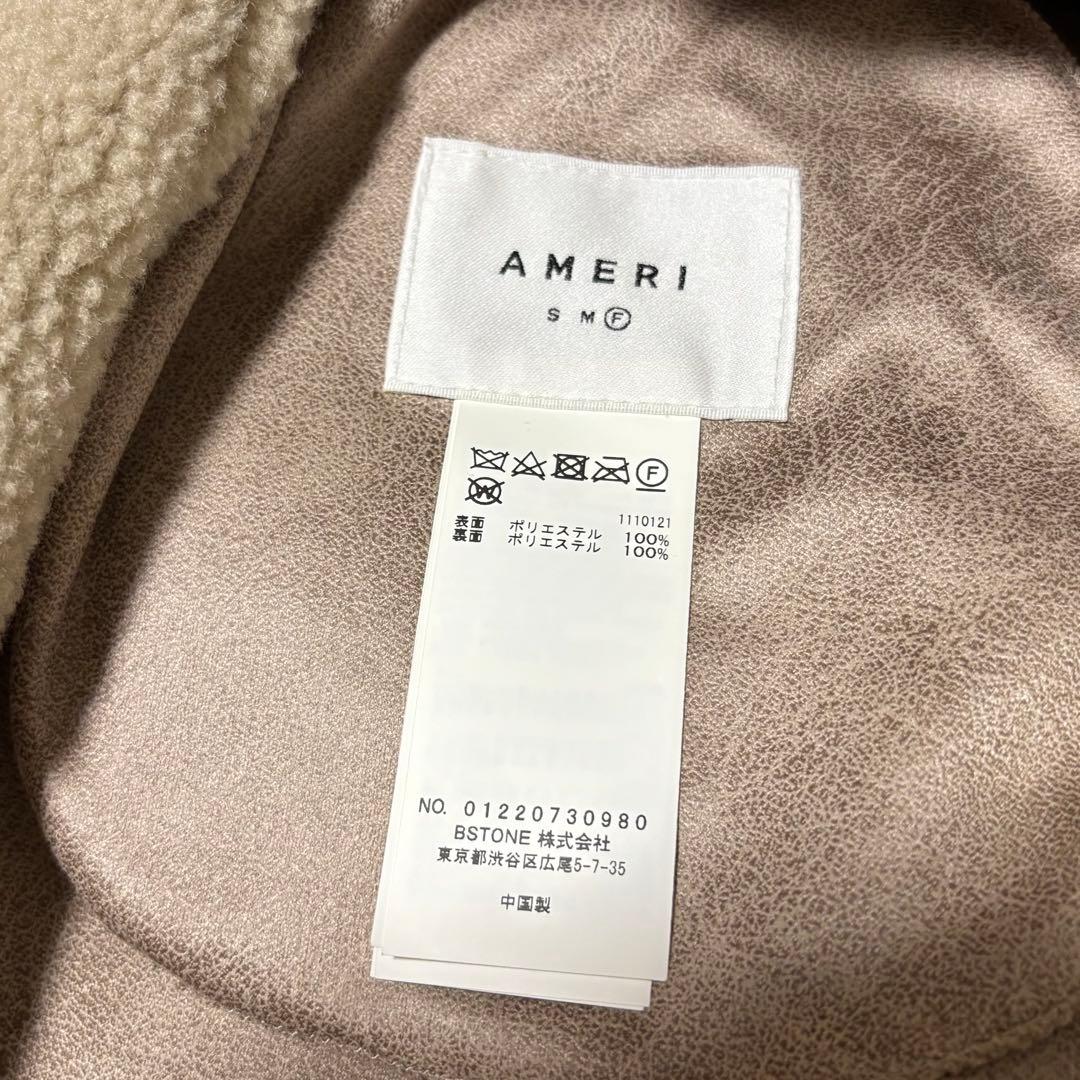 AMERI
S M Ⓕ
F
W
1110121
表面 ポリエステル 100%
裏面 ポリエステル 100%
NO. 01220730980
BSTONE 株式会社
東京都渋谷区広尾5-7-35
中国製